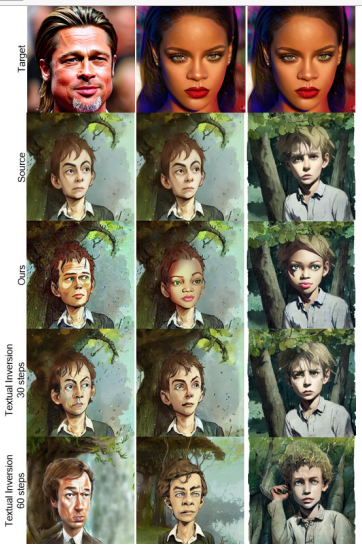 Target
Source
Ours
Textual Inversion
30 steps
Textual Inversion
60 steps